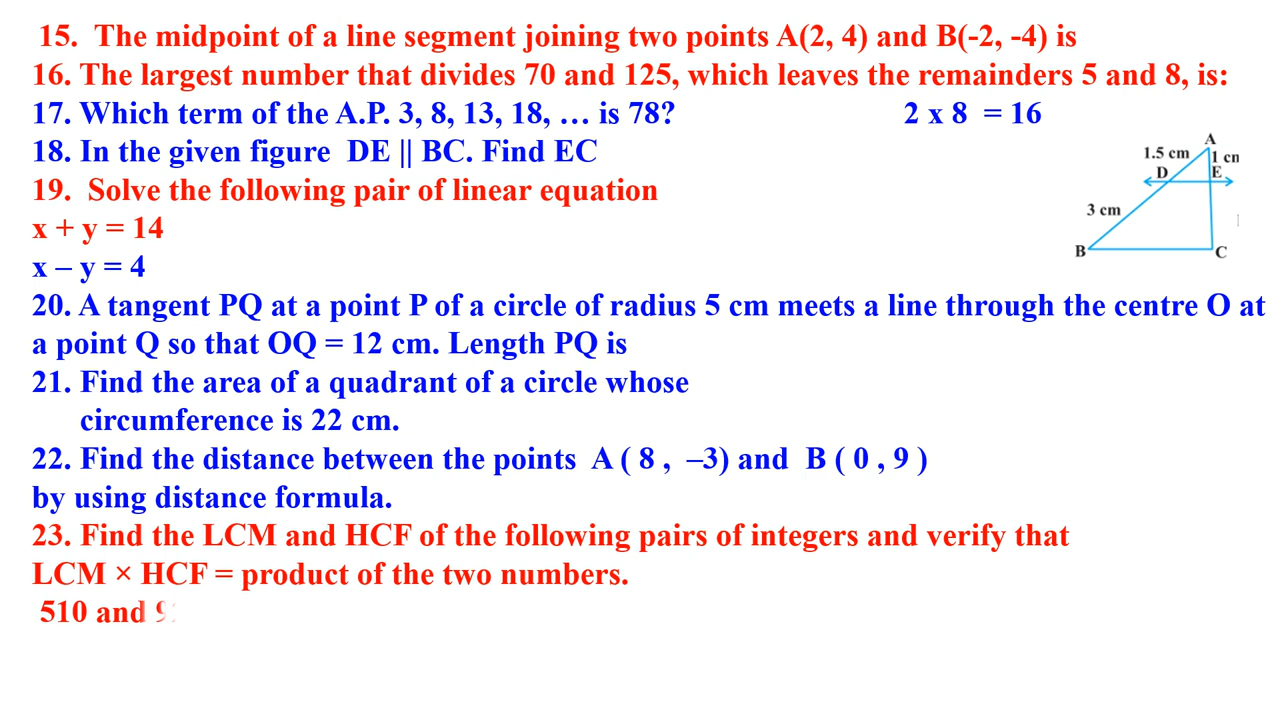 15. The midpoint of a line segment joining two points A(2, 4) and B(-2, -4) is
16. The largest number that divides 70 and 125, which leaves the remainders 5 and 8, is:
17. Which term of the A.P. 3, 8, 13, 18, … is 78?
2 x 8 = 16
18. In the given figure DE || BC. Find EC
A
1.5 cm
1 cm
D
E
3 cm
B
C
19. Solve the following pair of linear equation
x + y = 14
x – y = 4
20. A tangent PQ at a point P of a circle of radius 5 cm meets a line through the centre O at
a point Q so that OQ = 12 cm. Length PQ is
21. Find the area of a quadrant of a circle whose
circumference is 22 cm.
22. Find the distance between the points A ( 8 , –3) and B ( 0 , 9 )
by using distance formula.
23. Find the LCM and HCF of the following pairs of integers and verify that
LCM × HCF = product of the two numbers.
510 and